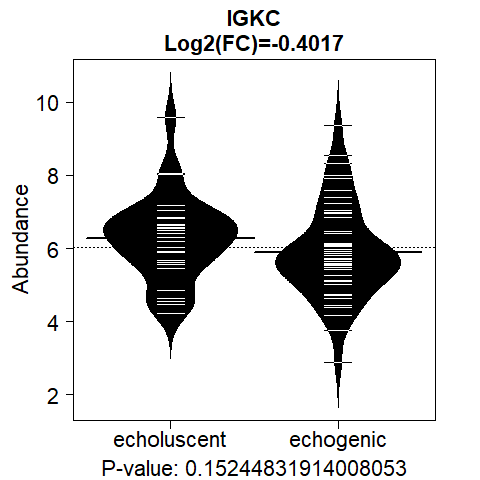 IGKC
Log2(FC)=-0.4017
Abundance
10
8
6
4
2
echoluscent echogenic
P-value: 0.15244831914008053